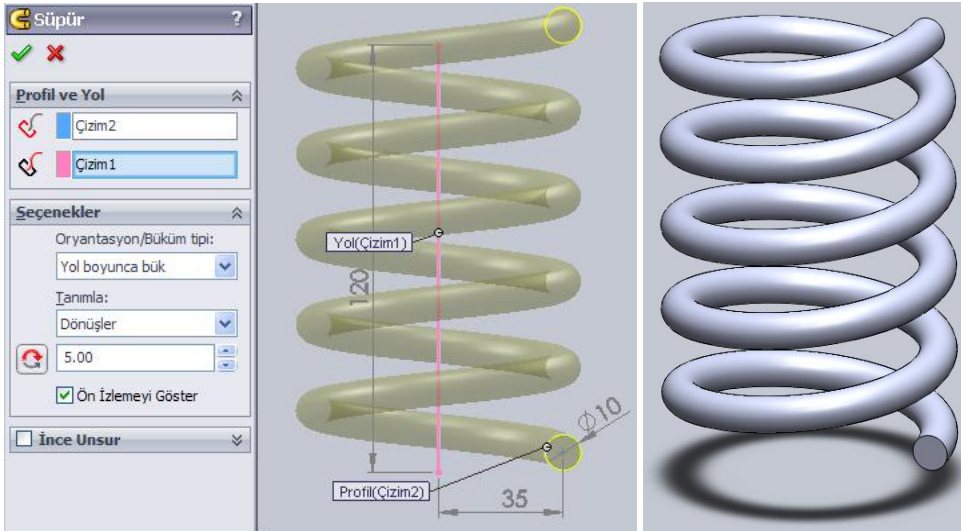 Süpür ?
Profil ve Yol
Çizim2
Çizim1
Seçenekler
Oryantasyon/Büküm tipi:
Yol boyunca bük
Tanımla:
Dönüşler
5.00
Ön İzlemeyi Göster
İnce Unsur
Yol(Çizim1)
120
Ø10
Profil(Çizim2)
35